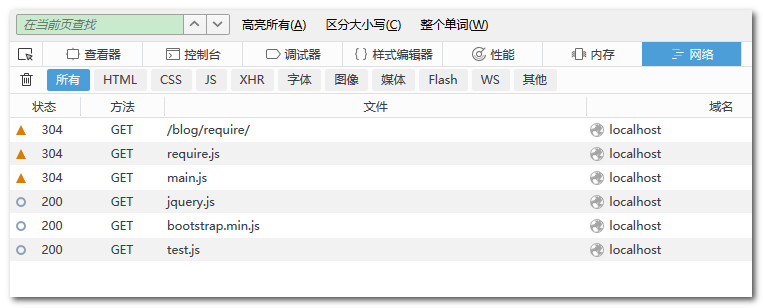 在当前页查找 高亮所有(A) 区分大小写(C) 整个单词(W)
查看器 控制台 调试器 样式编辑器 性能 内存 网络
所有 HTML CSS JS XHR 字体 图像 媒体 Flash WS 其他
状态 方法 文件 域名
304 GET /blog/require/ localhost
304 GET require.js localhost
304 GET main.js localhost
200 GET jquery.js localhost
200 GET bootstrap.min.js localhost
200 GET test.js localhost